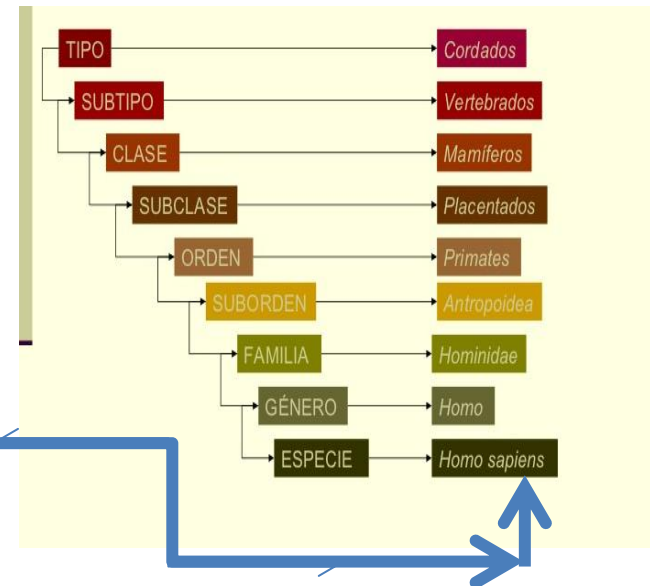 TIPO Cordados
SUBTIPO Vertebrados
CLASE Mamíferos
SUBCLASE Placentados
ORDEN Primates
SUBORDEN Antropoidea
FAMILIA Hominidae
GÉNERO Homo
ESPECIE Homo sapiens